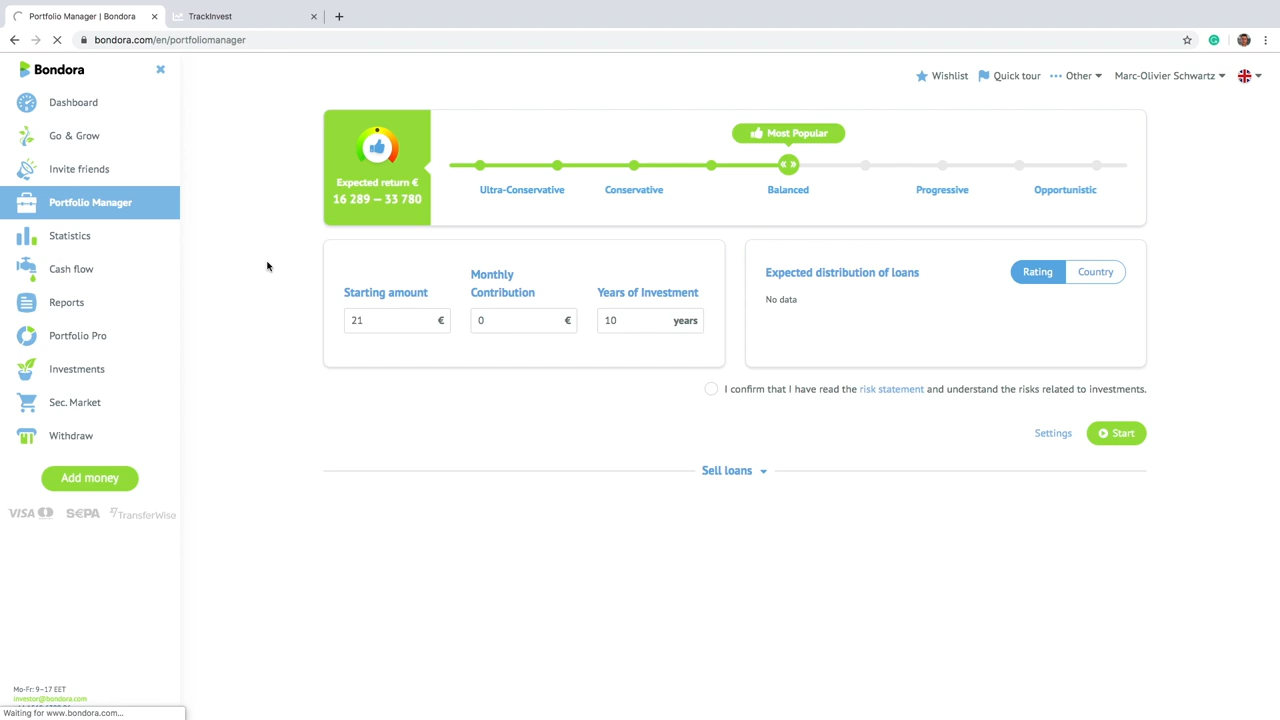 Portfolio Manager | Bondora
TrackInvest
bondora.com/en/portfoliomanager
Bondora
Wishlist
Quick tour
Other
Marc-Olivier Schwartz
Dashboard
Go & Grow
Invite friends
Portfolio Manager
Statistics
Cash flow
Reports
Portfolio Pro
Investments
Sec. Market
Withdraw
Add money
VISA SEPA TransferWise
Mo-Fr: 9–17 EET
investor@bondora.com
Waiting for www.bondora.com...
Expected return €
16 289 — 33 780
Most Popular
Ultra-Conservative
Conservative
Balanced
Progressive
Opportunistic
Starting amount
21 €
Monthly
Contribution
0 €
Years of Investment
10 years
Expected distribution of loans
Rating
Country
No data
I confirm that I have read the risk statement and understand the risks related to investments.
Settings
Start
Sell loans